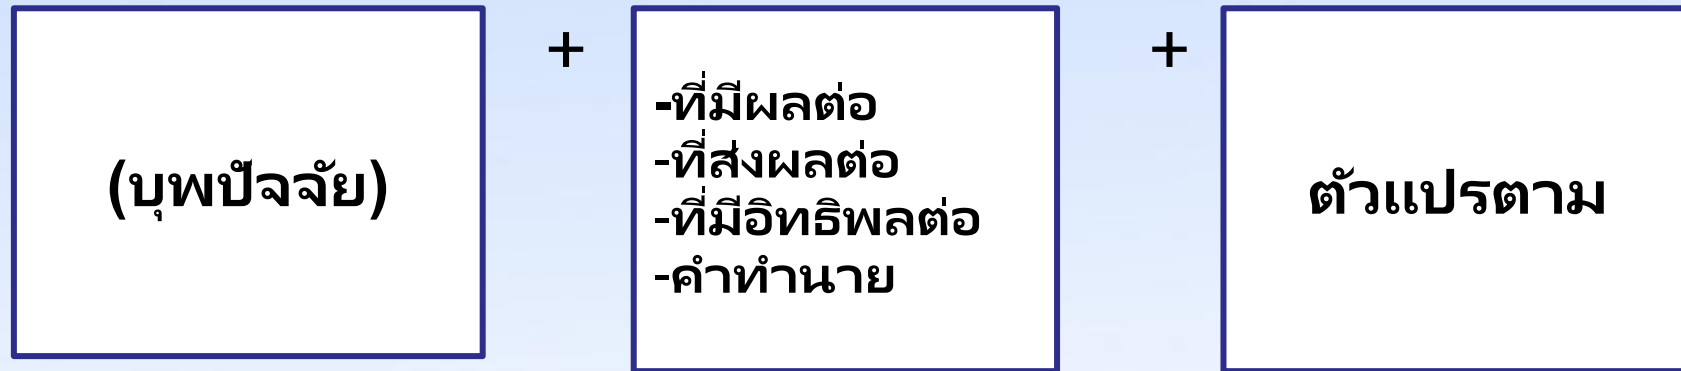 (บุพปัจจัย)
+
-ที่มีผลต่อ
-ที่ส่งผลต่อ
-ที่มีอิทธิพลต่อ
-คำทำนาย
+
ตัวแปรตาม